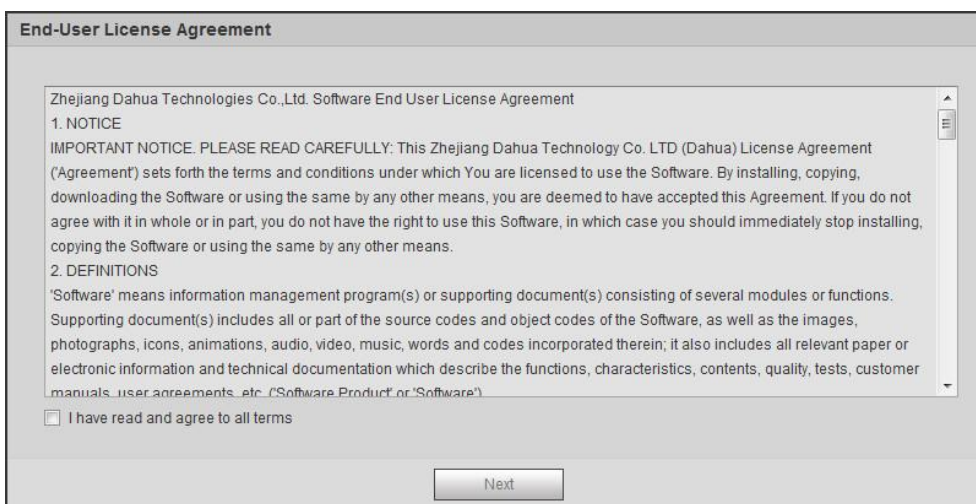 End-User License Agreement
Zhejiang Dahua Technologies Co.,Ltd. Software End User License Agreement
1. NOTICE
IMPORTANT NOTICE. PLEASE READ CAREFULLY: This Zhejiang Dahua Technology Co. LTD (Dahua) License Agreement
('Agreement') sets forth the terms and conditions under which You are licensed to use the Software. By installing, copying,
downloading the Software or using the same by any other means, you are deemed to have accepted this Agreement. If you do not
agree with it in whole or in part, you do not have the right to use this Software, in which case you should immediately stop installing,
copying the Software or using the same by any other means.
2. DEFINITIONS
'Software' means information management program(s) or supporting document(s) consisting of several modules or functions.
Supporting document(s) includes all or part of the source codes and object codes of the Software, as well as the images,
photographs, icons, animations, audio, video, music, words and codes incorporated therein; it also includes all relevant paper or
electronic information and technical documentation which describe the functions, characteristics, contents, quality, tests, customer
manuals, user agreements, etc. ('Software Product' or 'Software')
I have read and agree to all terms
Next